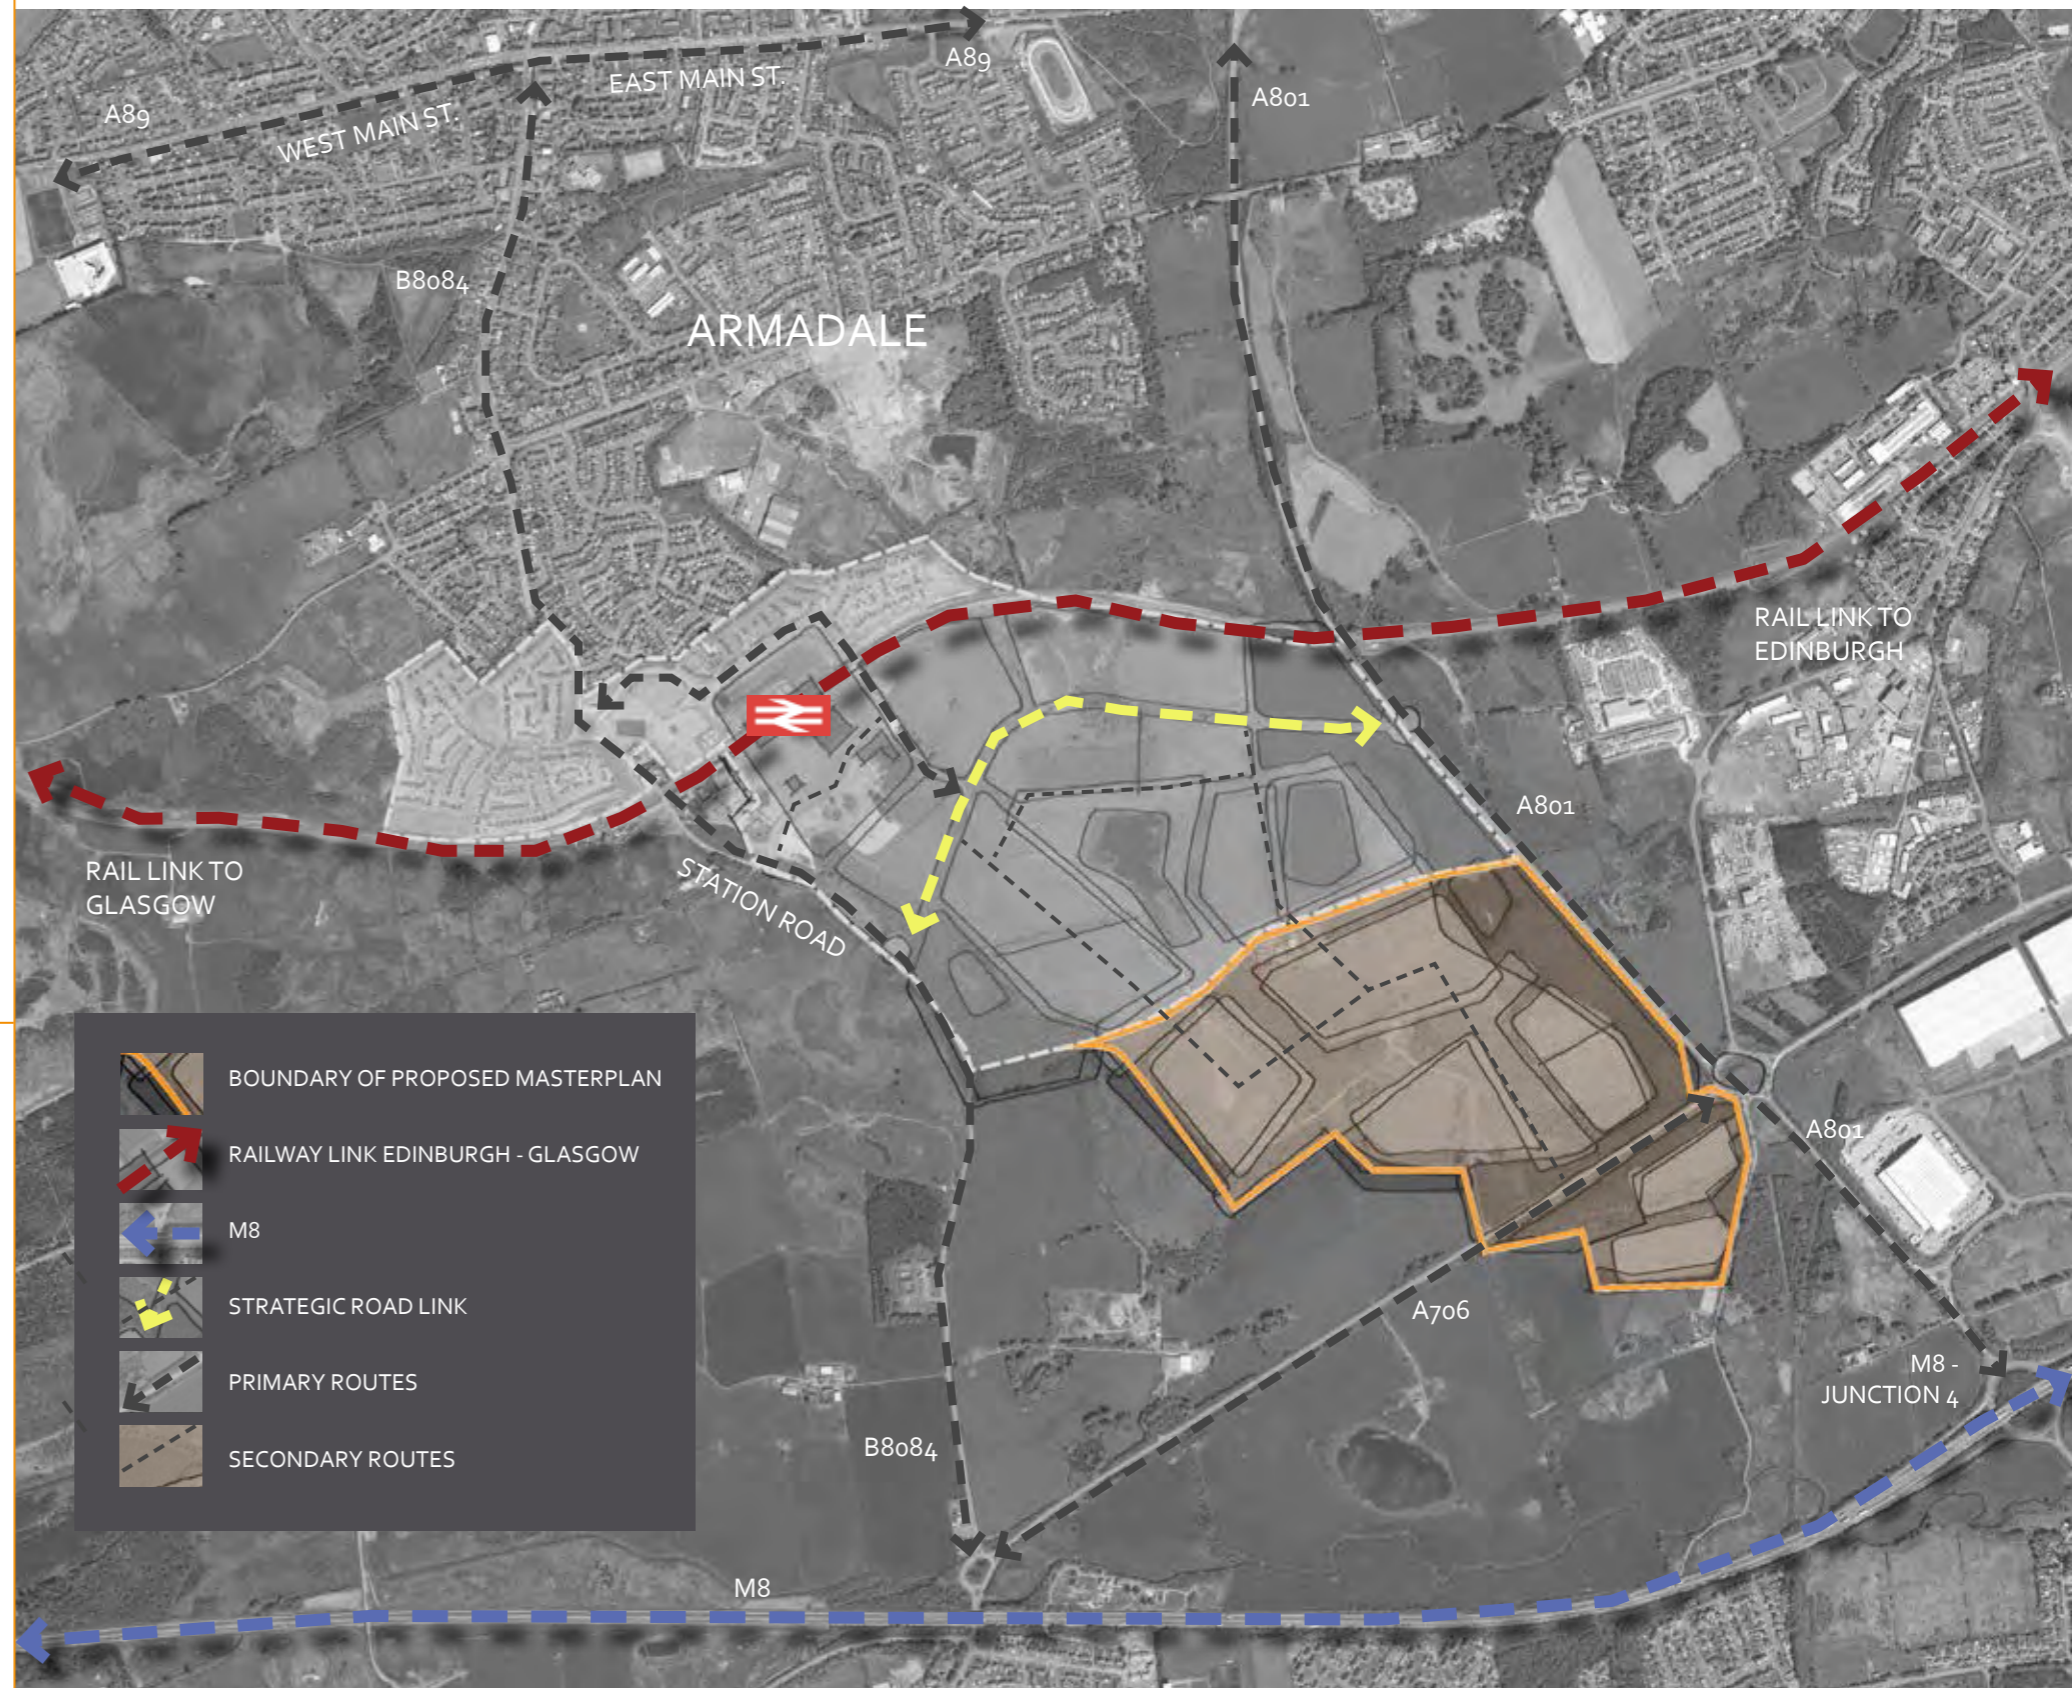 A89
WEST MAIN ST.
EAST MAIN ST.
A89
A801
B8084
ARMADALE
RAIL LINK TO
EDINBURGH
A801
RAIL LINK TO
GLASGOW
STATION ROAD
BOUNDARY OF PROPOSED MASTERPLAN
RAILWAY LINK EDINBURGH - GLASGOW
M8
STRATEGIC ROAD LINK
PRIMARY ROUTES
SECONDARY ROUTES
A801
A706
M8 -
JUNCTION 4
B8084
M8